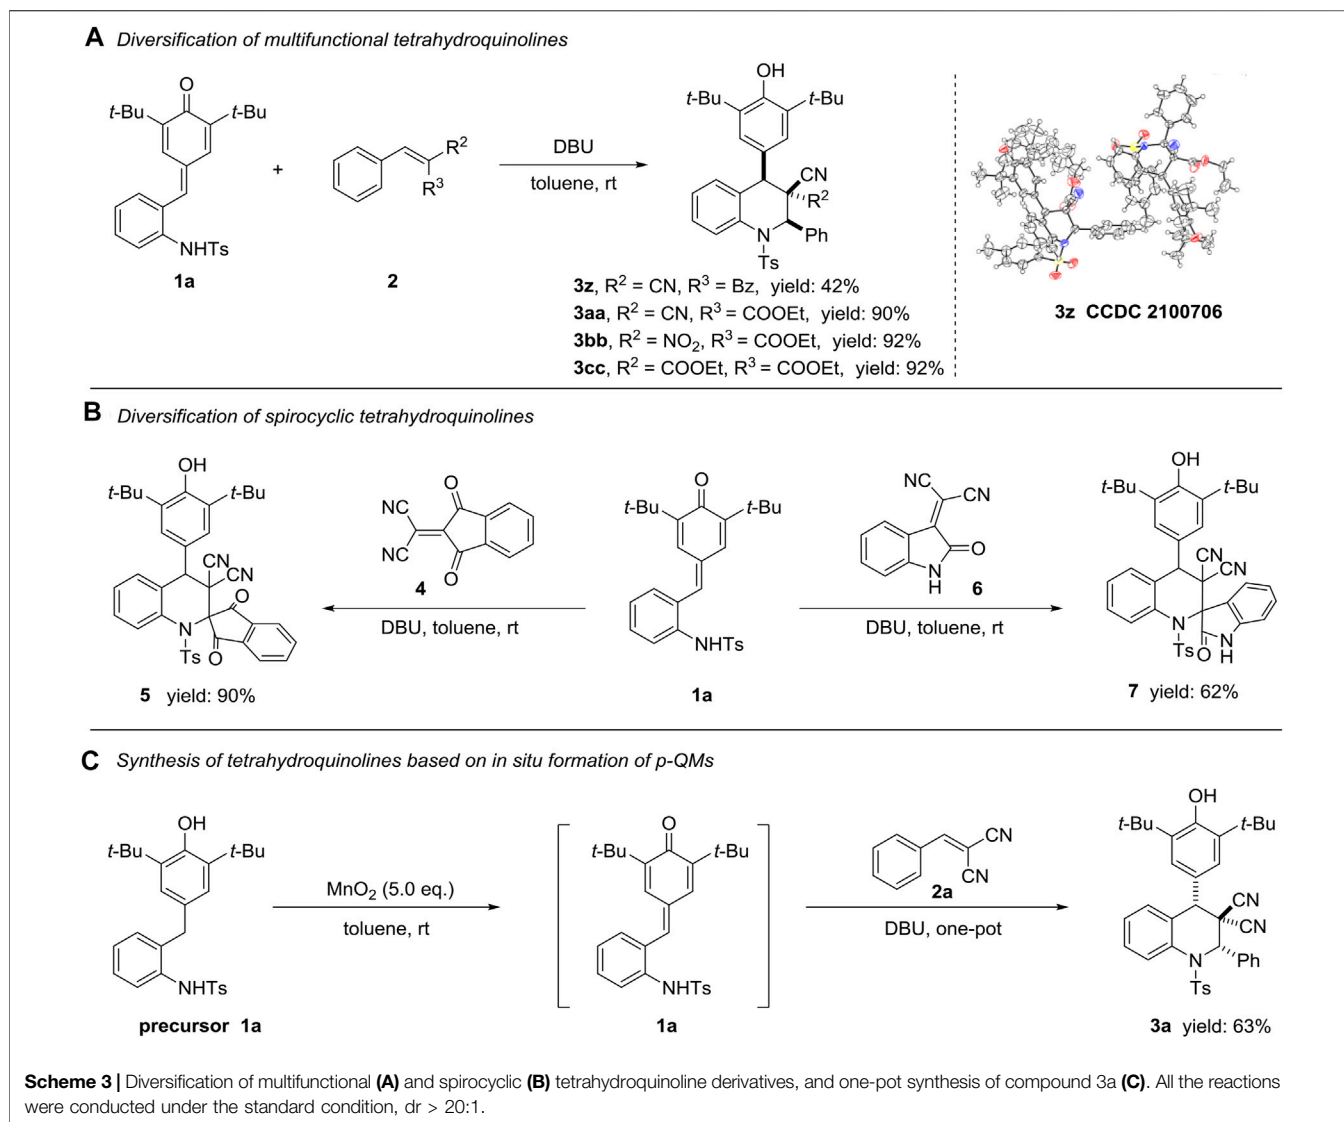 A Diversification of multifunctional tetrahydroquinolines
O
t-Bu
t-Bu
NHTs
1a
+
R2
R3
2
DBU
toluene, rt
OH
t-Bu
t-Bu
CN
R2
N
Ph
Ts
3z, R2 = CN, R3 = Bz, yield: 42%
3aa, R2 = CN, R3 = COOEt, yield: 90%
3bb, R2 = NO2, R3 = COOEt, yield: 92%
3cc, R2 = COOEt, R3 = COOEt, yield: 92%
3z CCDC 2100706
B Diversification of spirocyclic tetrahydroquinolines
OH
t-Bu
t-Bu
CN
CN
O
N
Ts
O
5 yield: 90%
O
NC
NC
O
4
DBU, toluene, rt
O
t-Bu
t-Bu
NHTs
1a
NC
CN
O
N
H
6
DBU, toluene, rt
OH
t-Bu
t-Bu
CN
CN
N
Ts
O
N
H
7 yield: 62%
C Synthesis of tetrahydroquinolines based on in situ formation of p-QMs
OH
t-Bu
t-Bu
NHTs
precursor 1a
MnO2 (5.0 eq.)
toluene, rt
O
t-Bu
t-Bu
NHTs
1a
CN
CN
2a
DBU, one-pot
OH
t-Bu
t-Bu
CN
CN
N
Ph
Ts
3a yield: 63%
Scheme 3 | Diversification of multifunctional (A) and spirocyclic (B) tetrahydroquinoline derivatives, and one-pot synthesis of compound 3a (C). All the reactions
were conducted under the standard condition, dr > 20:1.